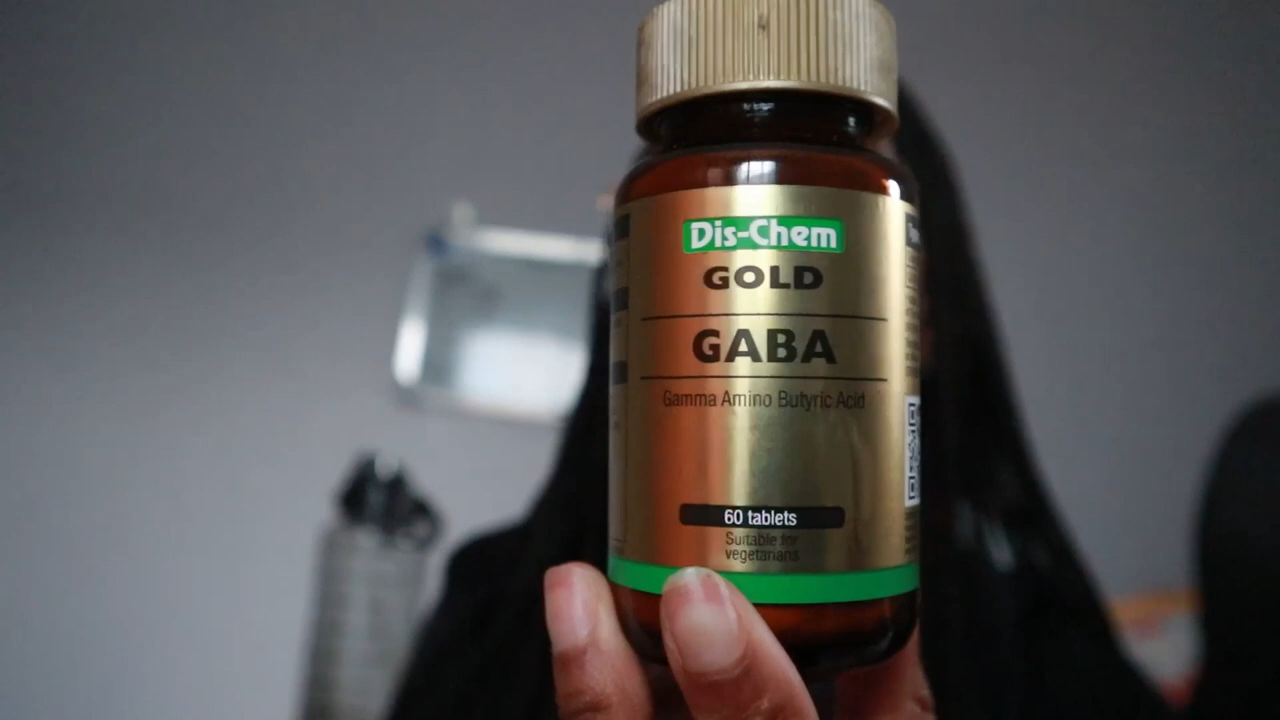 Dis-Chem
GOLD
GABA
Gamma Amino Butyric Acid
60 tablets
Suitable for
vegetarians